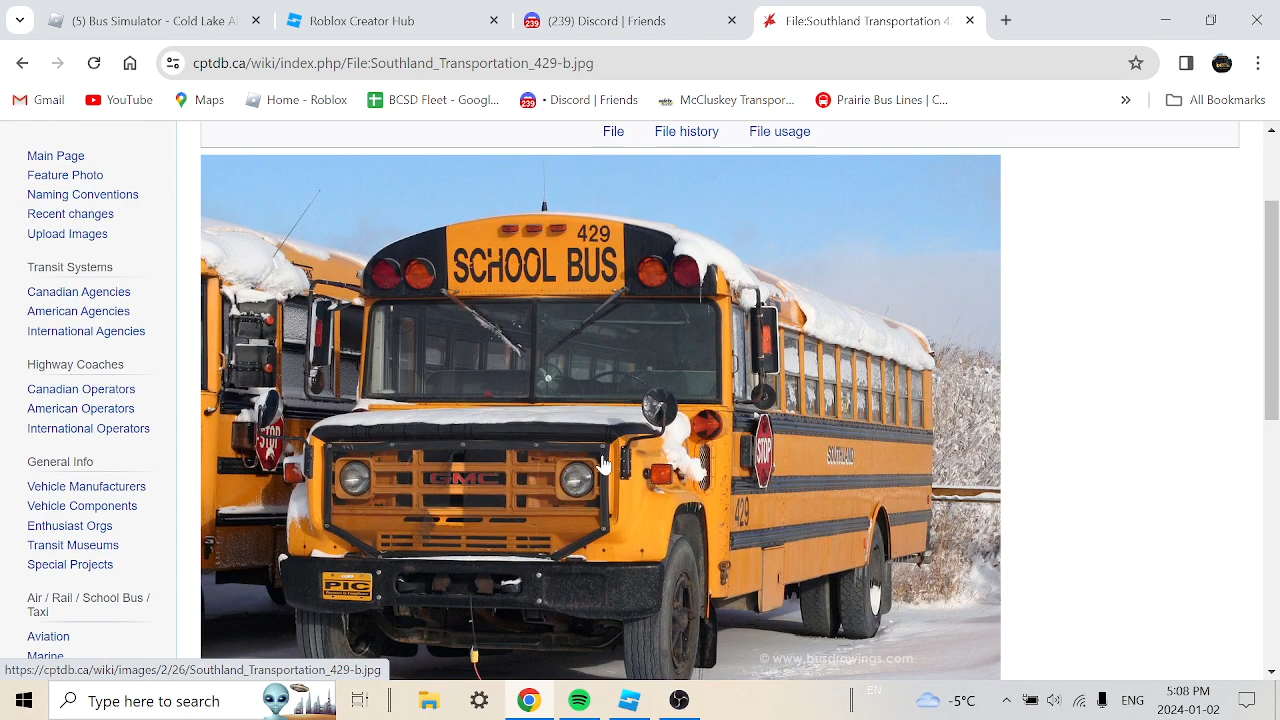 (5) Bus Simulator - Cold Lake Al
Roblox Creator Hub
239
(239) Discord | Friends
File:Southland Transportation 4
cptdb.ca/wiki/index.php/File:Southland_Transportation_429-b.jpg
Gmail
YouTube
Maps
Home - Roblox
BCSD Fleet - Googl...
239
• Discord | Friends
McCluskey Transpor...
Prairie Bus Lines | C...
»
All Bookmarks
File
File history
File usage
Main Page
Feature Photo
Naming Conventions
Recent changes
Upload Images
Transit Systems
Canadian Agencies
American Agencies
International Agencies
Highway Coaches
Canadian Operators
American Operators
International Operators
General Info
Vehicle Manufacturers
Vehicle Components
Enthusiast Orgs
Transit Museums
Special Projects
Air / Rail / School Bus /
Taxi
Aviation
Marine
429
SCHOOL BUS
STOP
STOP
SOUTHLAND
429
GMC
429
PIC
© www.busdrawings.com
https://cptdb.ca/wiki/images/2/26/Southland_Transportation_429-b.jpg
Type here to search
EN
-5°C
ENG
5:08 PM
2024-01-02